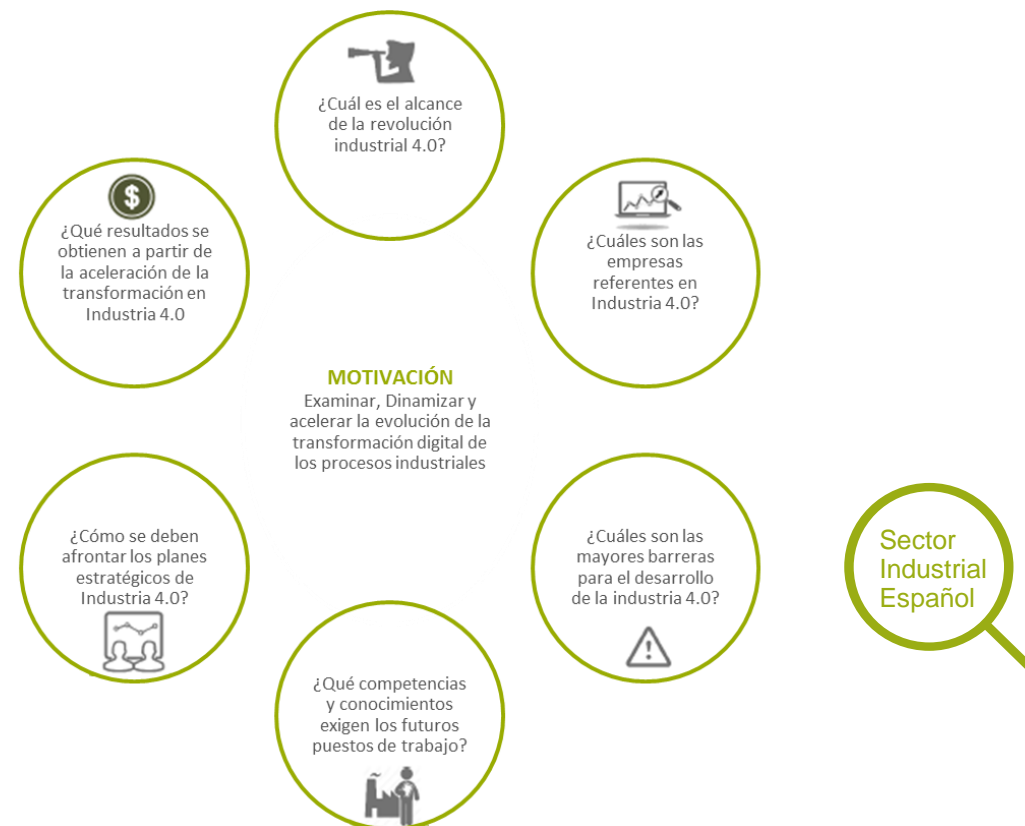 ¿Cuál es el alcance
de la revolución
industrial 4.0?
$
¿Qué resultados se
obtienen a partir de
la aceleración de la
transformación en
Industria 4.0
¿Cuáles son las
empresas
referentes en
Industria 4.0?
MOTIVACIÓN
Examinar, Dinamizar y
acelerar la evolución de la
transformación digital de
los procesos industriales
¿Cómo se deben
afrontar los planes
estratégicos de
Industria 4.0?
¿Cuáles son las
mayores barreras
para el desarrollo
de la industria 4.0?
Sector
Industrial
Español
¿Qué competencias
y conocimientos
exigen los futuros
puestos de trabajo?